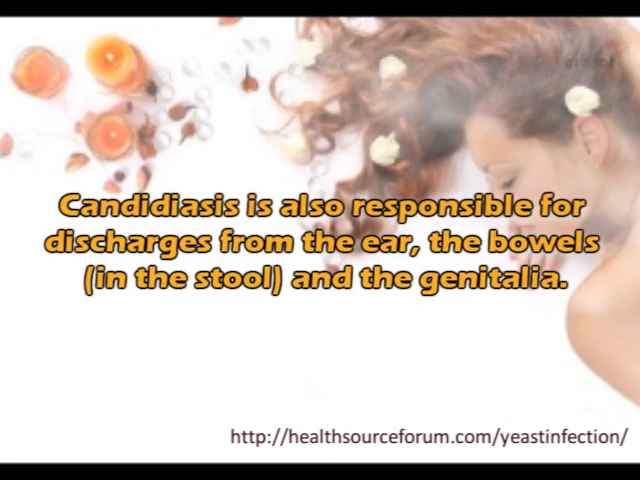 Candidiasis is also responsible for
discharges from the ear, the bowels
(in the stool) and the genitalia.
http://healthsourceforum.com/yeastinfection/